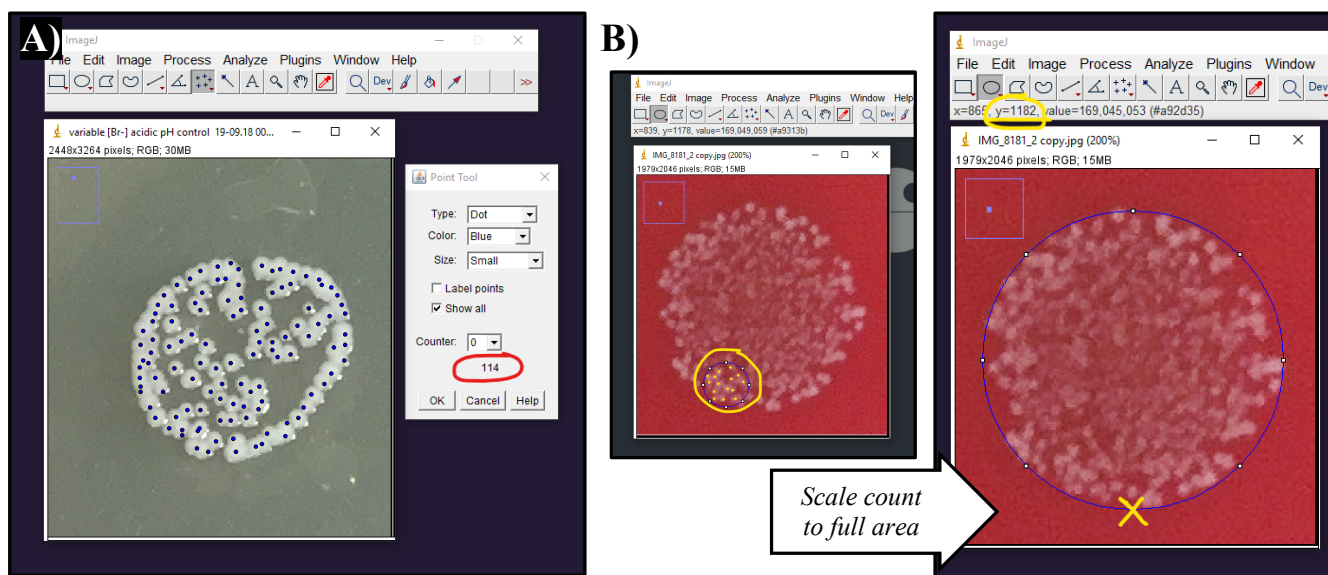 A)
ImageJ
File Edit Image Process Analyze Plugins Window Help
A
Dev
>>
variable [Br-] acidic pH control 19-09.18 00...
2448x3264 pixels; RGB; 30MB
Point Tool
Type: Dot
Color: Blue
Size: Small
Label points
Show all
Counter: 0
114
OK Cancel Help
B)
ImageJ
File Edit Image Process Analyze Plugins Window Help
A
Dev
x=839, y=1178, value=169,049,059 (#a9313b)
IMG_8181_2 copy.jpg (200%)
1979x2046 pixels; RGB; 15MB
Scale count
to full area
ImageJ
File Edit Image Process Analyze Plugins Window
A
Dev
x=865, y=1182, value=169,045,053 (#a92d35)
IMG_8181_2 copy.jpg (200%)
1979x2046 pixels; RGB; 15MB
X